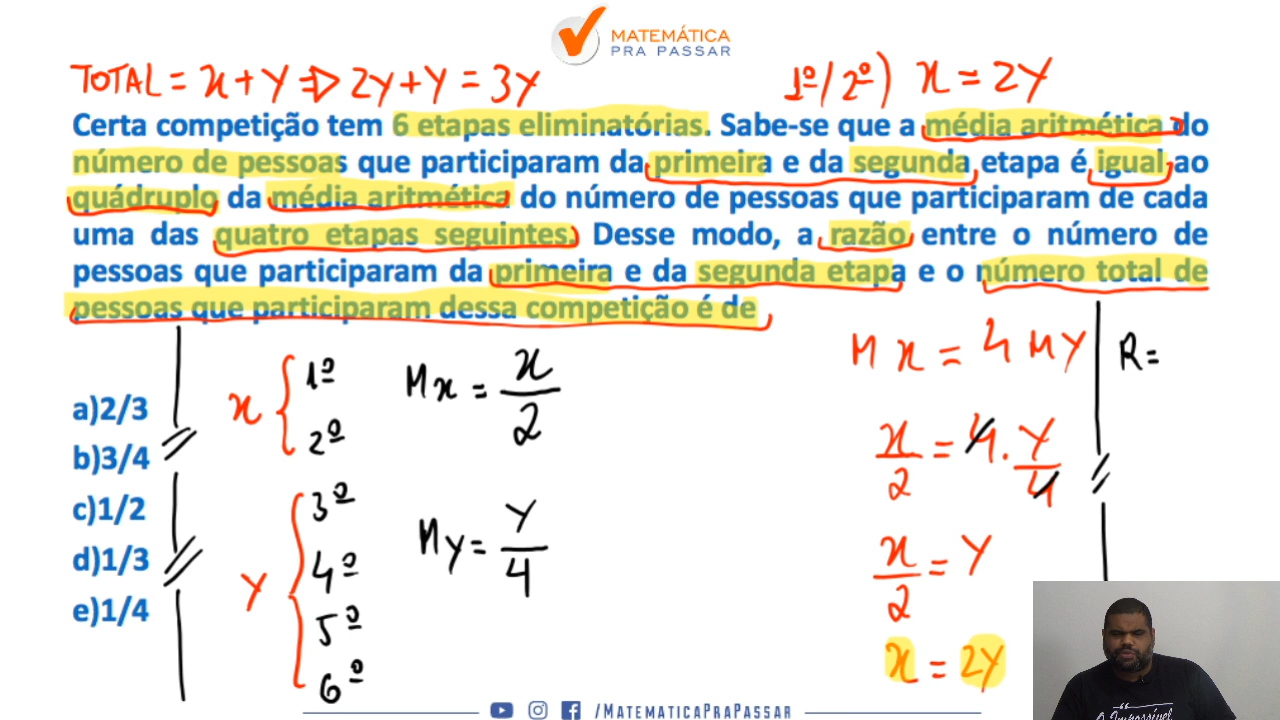 MATEMÁTICA
PRA PASSAR
TOTAL = x + Y => 2Y + Y = 3Y
1º/2º) x = 2Y
Certa competição tem 6 etapas eliminatórias. Sabe-se que a média aritmética do
número de pessoas que participaram da primeira e da segunda etapa é igual ao
quádruplo da média aritmética do número de pessoas que participaram de cada
uma das quatro etapas seguintes. Desse modo, a razão entre o número de
pessoas que participaram da primeira e da segunda etapa e o número total de
pessoas que participaram dessa competição é de
a)2/3
b)3/4
c)1/2
d)1/3
e)1/4
x { 1º
2º
Y { 3º
4º
5º
6º
Mx = x/2
My = Y/4
Mx = 4 MY
x/2 = 4 . Y/4
x/2 = Y
x = 2Y
R =
/MATEMATICAPRAPASSAR